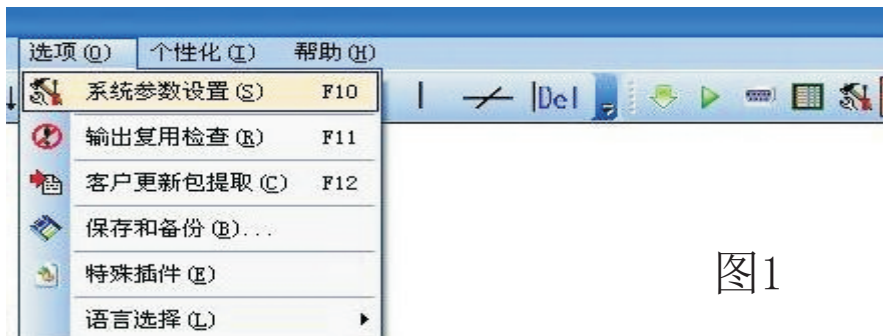 选项(O) 个性化(I) 帮助(H)
系统参数设置(S) F10
Del
输出复用检查(R) F11
客户更新包提取(C) F12
保存和备份(B)...
特殊插件(E)
图1
语言选择(L)